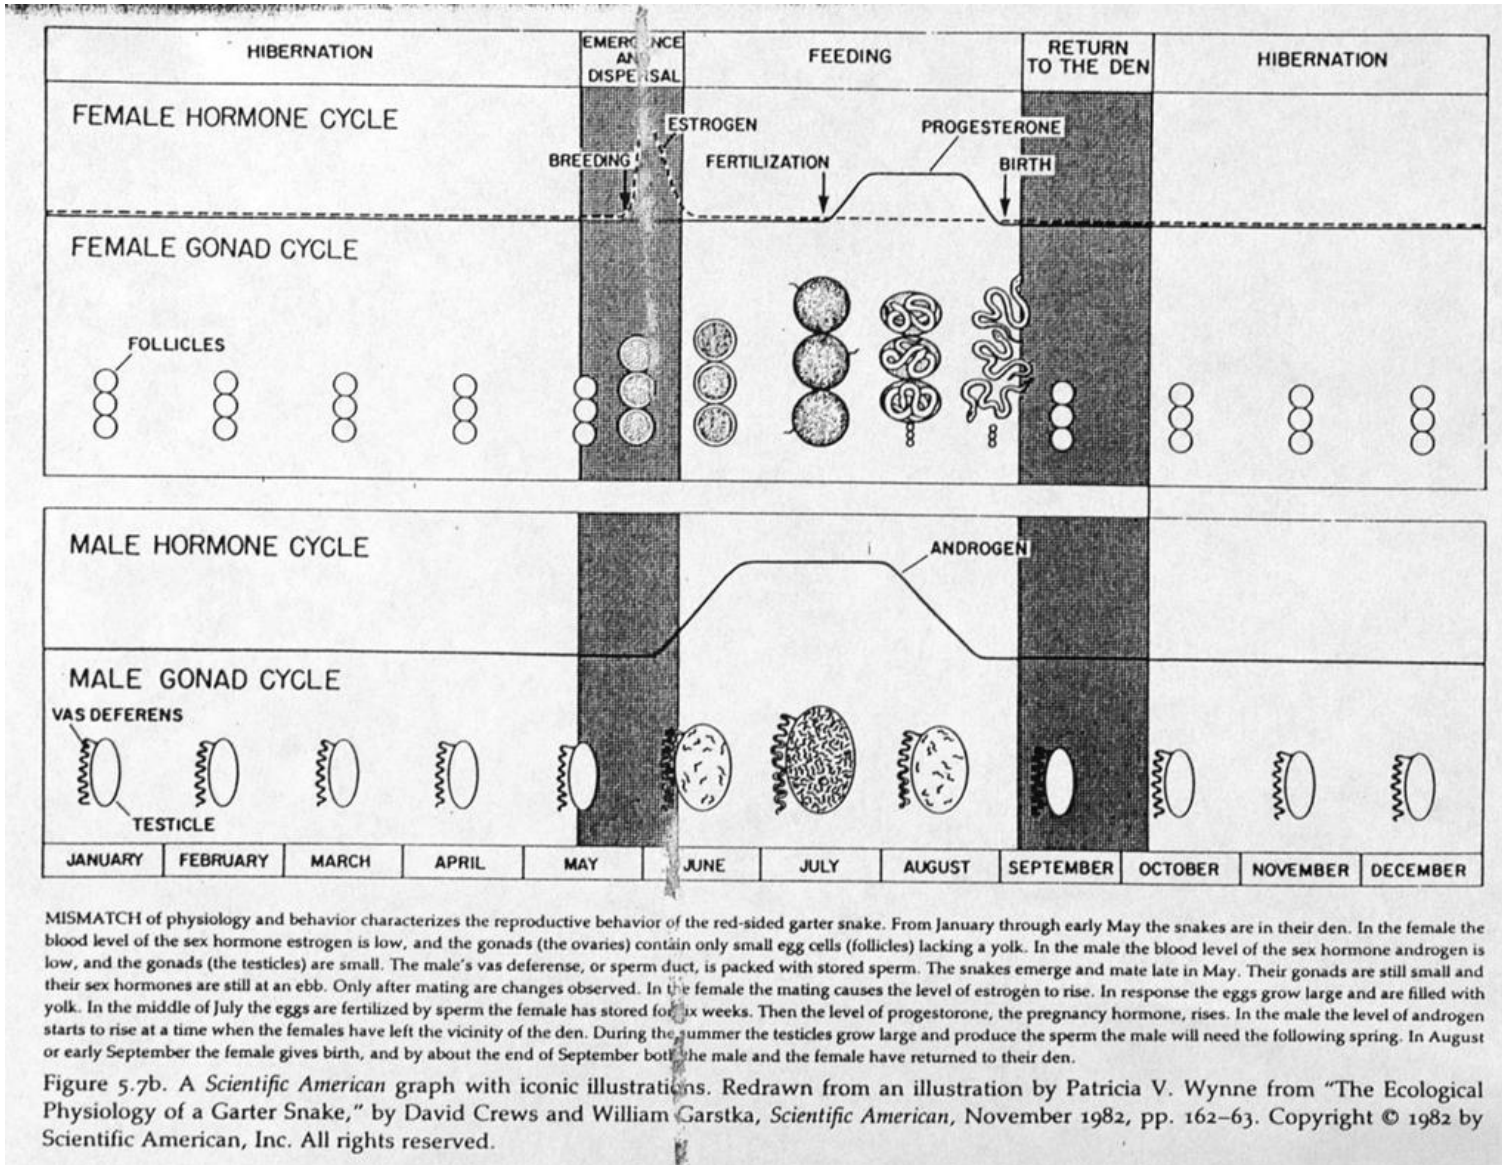 HIBERNATION
EMERGENCE
AND
DISPERSAL
FEEDING
RETURN
TO THE DEN
HIBERNATION
FEMALE HORMONE CYCLE
ESTROGEN
PROGESTERONE
BREEDING
FERTILIZATION
BIRTH
FEMALE GONAD CYCLE
FOLLICLES
MALE HORMONE CYCLE
ANDROGEN
MALE GONAD CYCLE
VAS DEFERENS
TESTICLE
JANUARY FEBRUARY MARCH APRIL MAY JUNE JULY AUGUST SEPTEMBER OCTOBER NOVEMBER DECEMBER
MISMATCH of physiology and behavior characterizes the reproductive behavior of the red-sided garter snake. From January through early May the snakes are in their den. In the female the
blood level of the sex hormone estrogen is low, and the gonads (the ovaries) contain only small egg cells (follicles) lacking a yolk. In the male the blood level of the sex hormone androgen is
low, and the gonads (the testicles) are small. The male's vas deferense, or sperm duct, is packed with stored sperm. The snakes emerge and mate late in May. Their gonads are still small and
their sex hormones are still at an ebb. Only after mating are changes observed. In the female the mating causes the level of estrogen to rise. In response the eggs grow large and are filled with
yolk. In the middle of July the eggs are fertilized by sperm the female has stored for six weeks. Then the level of progestorone, the pregnancy hormone, rises. In the male the level of androgen
starts to rise at a time when the females have left the vicinity of the den. During the summer the testicles grow large and produce the sperm the male will need the following spring. In August
or early September the female gives birth, and by about the end of September both the male and the female have returned to their den.
Figure 5.7b. A Scientific American graph with iconic illustrations. Redrawn from an illustration by Patricia V. Wynne from “The Ecological
Physiology of a Garter Snake,” by David Crews and William Garstka, Scientific American, November 1982, pp. 162–63. Copyright © 1982 by
Scientific American, Inc. All rights reserved.